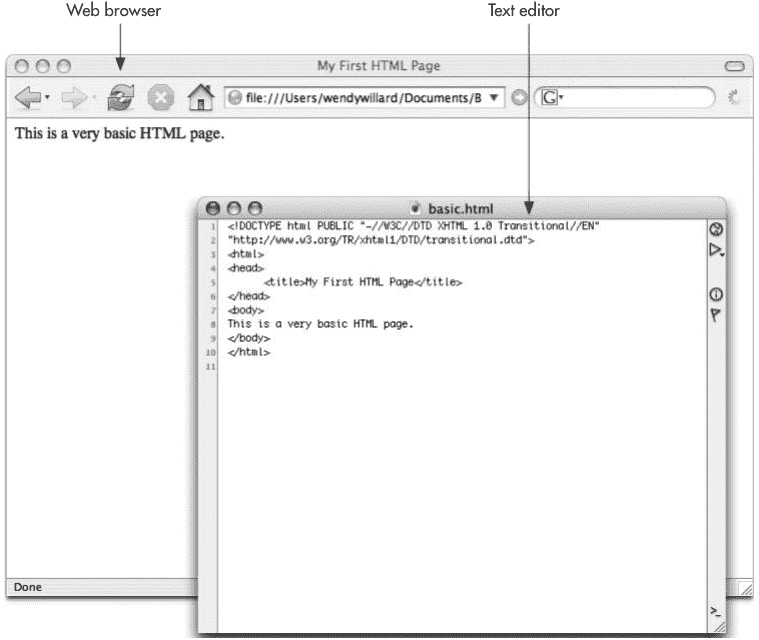 Web browser
Text editor
My First HTML Page
file:///Users/wendywillard/Documents/B
G
This is a very basic HTML page.
basic.html
1 <!DOCTYPE html PUBLIC "-//W3C//DTD XHTML 1.0 Transitional//EN"
2 "http://www.w3.org/TR/xhtml1/DTD/transitional.dtd">
3 <html>
4 <head>
5 <title>My First HTML Page</title>
6 </head>
7 <body>
8 This is a very basic HTML page.
9 </body>
10 </html>
11
>_
Done